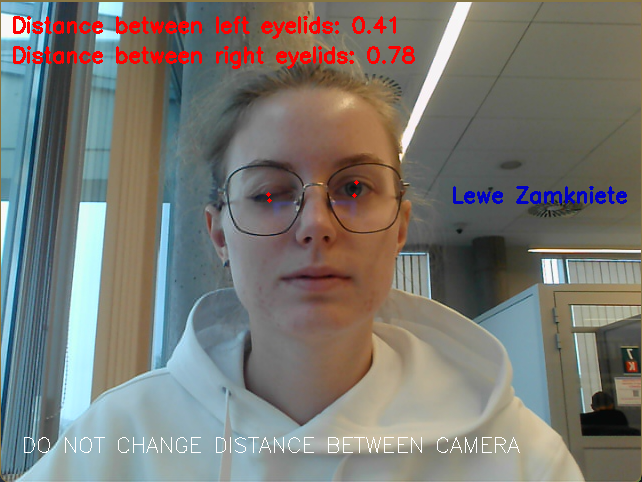 Distance between left eyelids: 0.41
Distance between right eyelids: 0.78
Lewe Zamkniete
7
DO NOT CHANGE DISTANCE BETWEEN CAMERA